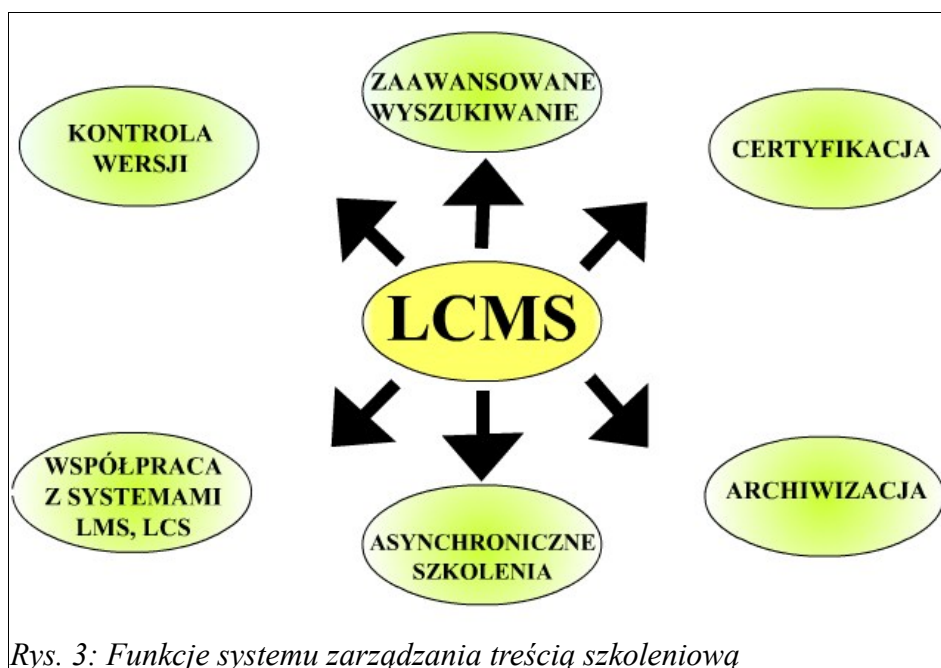 ZAAWANSOWANE
WYSZUKIWANIE
KONTROLA
WERSJI
CERTYFIKACJA
LCMS
WSPÓŁPRACA
Z SYSTEMAMI
LMS, LCS
ASYNCHRONICZNE
SZKOLENIA
ARCHIWIZACJA
Rys. 3: Funkcje systemu zarządzania treścią szkoleniową